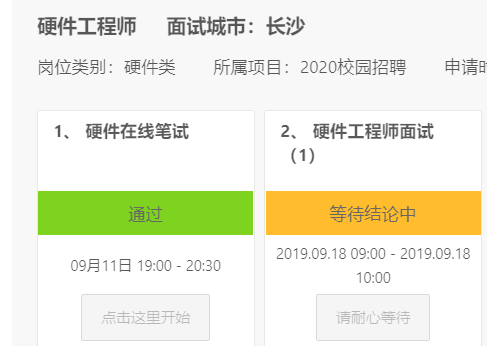 硬件工程师 面试城市：长沙
岗位类别：硬件类 所属项目：2020校园招聘 申请
1、 硬件在线笔试
2、 硬件工程师面试
（1）
通过
等待结论中
09月11日 19:00 - 20:30
2019.09.18 09:00 - 2019.09.18
10:00
点击这里开始
请耐心等待